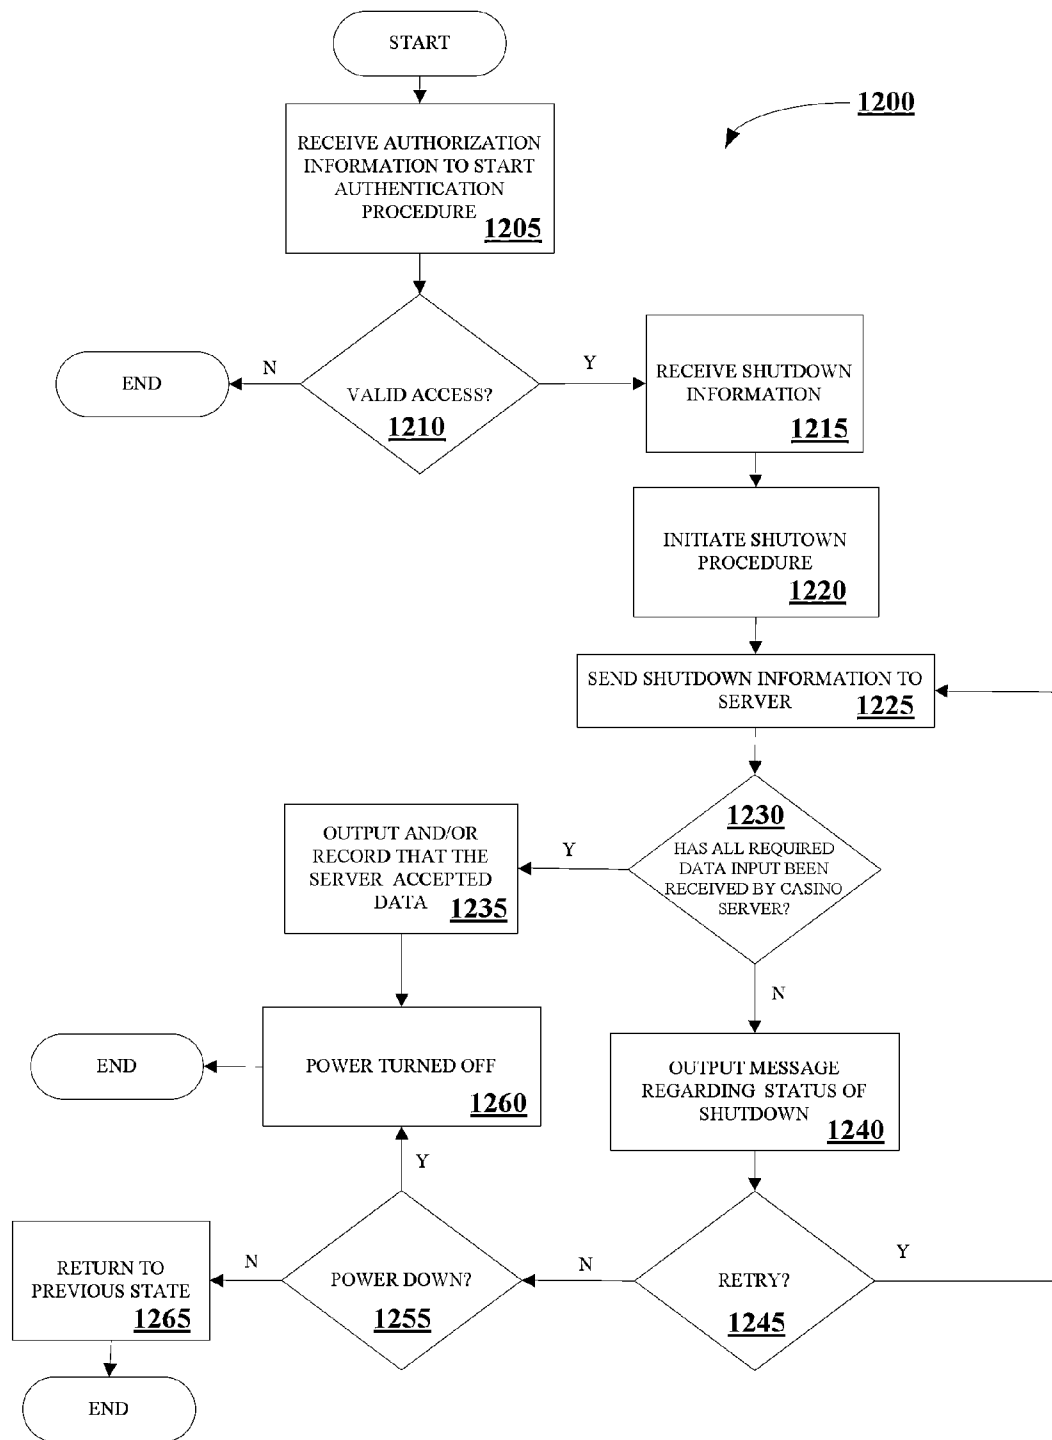 START
1200
RECEIVE AUTHORIZATION
INFORMATION TO START
AUTHENTICATION
PROCEDURE
1205
N
Y
END
VALID ACCESS?
1210
RECEIVE SHUTDOWN
INFORMATION
1215
INITIATE SHUTOWN
PROCEDURE
1220
SEND SHUTDOWN INFORMATION TO
SERVER
1225
1230
HAS ALL REQUIRED
DATA INPUT BEEN
RECEIVED BY CASINO
SERVER?
Y
OUTPUT AND/OR
RECORD THAT THE
SERVER ACCEPTED
DATA
1235
N
END
POWER TURNED OFF
1260
OUTPUT MESSAGE
REGARDING STATUS OF
SHUTDOWN
1240
Y
RETURN TO
PREVIOUS STATE
1265
N
POWER DOWN?
1255
N
RETRY?
1245
Y
END